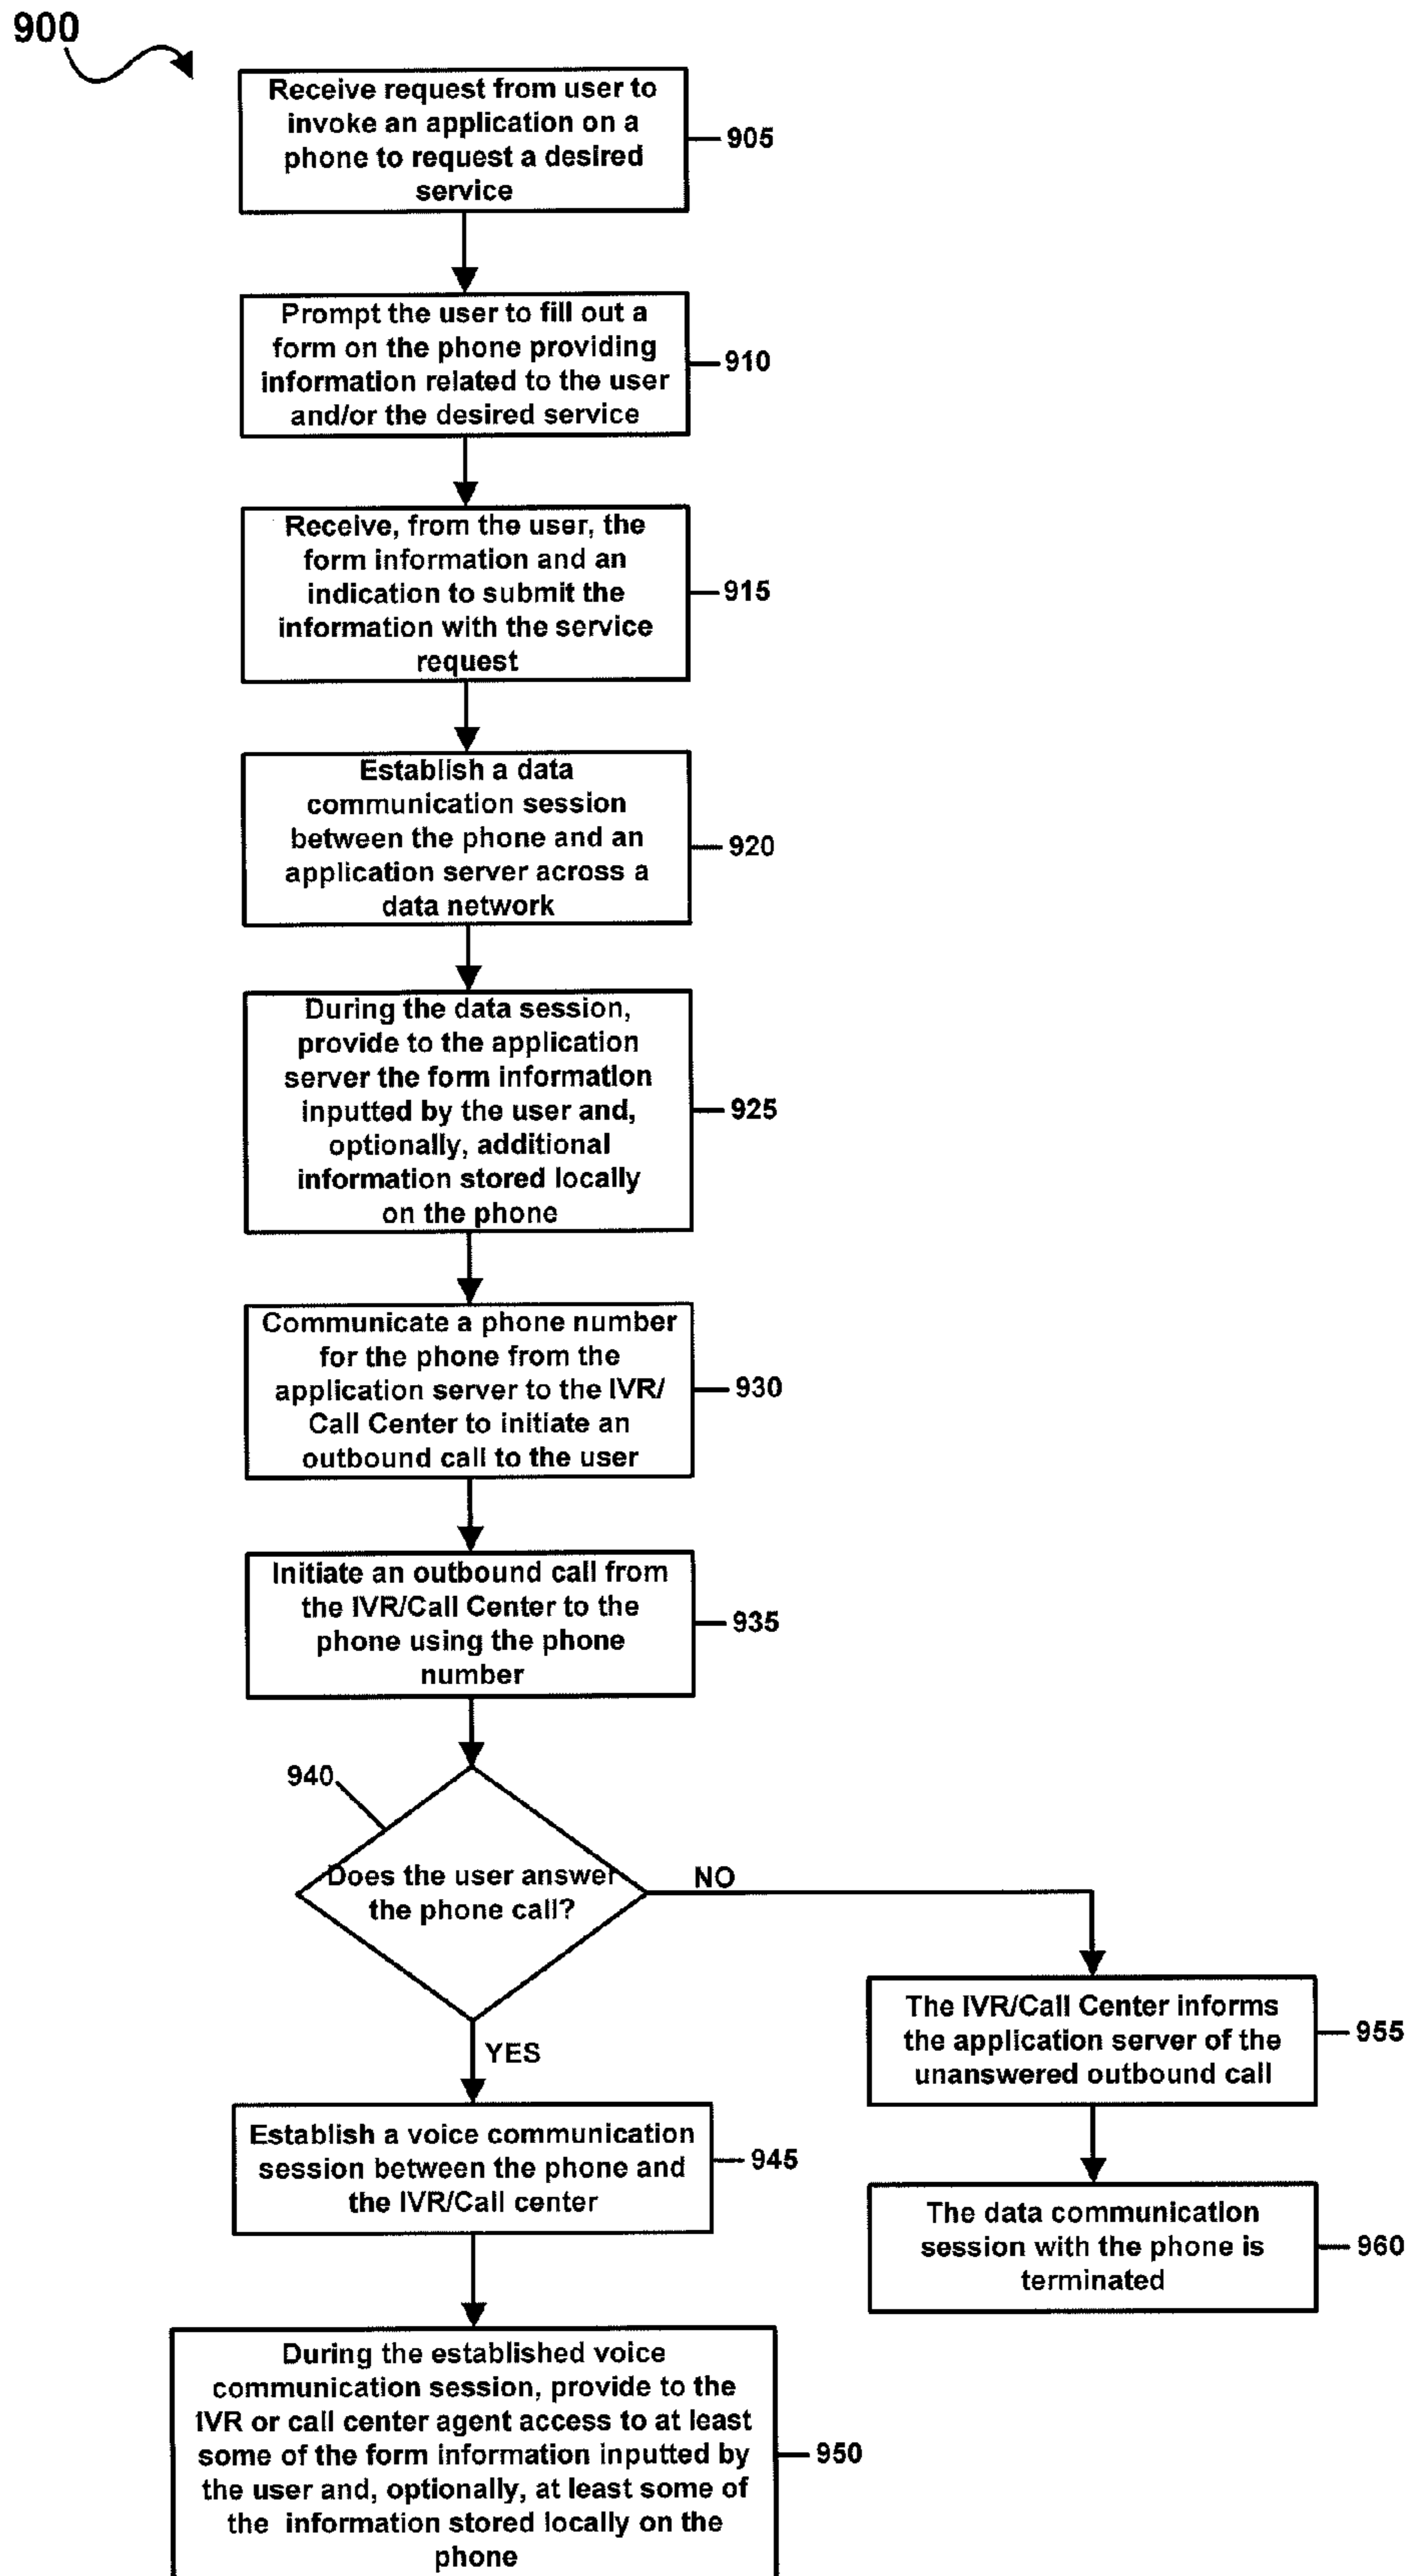 900
Receive request from user to
invoke an application on a
phone to request a desired
service
905
Prompt the user to fill out a
form on the phone providing
information related to the user
and/or the desired service
910
Receive, from the user, the
form information and an
indication to submit the
information with the service
request
915
Establish a data
communication session
between the phone and an
application server across a
data network
920
During the data session,
provide to the application
server the form information
inputted by the user and,
optionally, additional
information stored locally
on the phone
925
Communicate a phone number
for the phone from the
application server to the IVR/
Call Center to initiate an
outbound call to the user
930
Initiate an outbound call from
the IVR/Call Center to the
phone using the phone
number
935
940
Does the user answer
the phone call?
NO
YES
The IVR/Call Center informs
the application server of the
unanswered outbound call
955
Establish a voice communication
session between the phone and
the IVR/Call center
945
The data communication
session with the phone is
terminated
960
During the established voice
communication session, provide to the
IVR or call center agent access to at least
some of the form information inputted by
the user and, optionally, at least some of
the information stored locally on the
phone
950